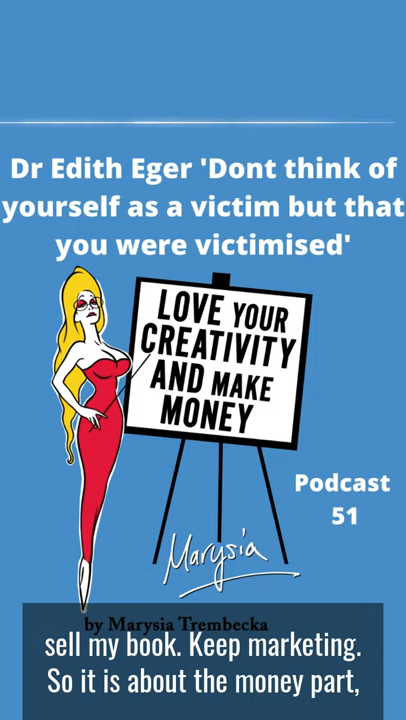 Dr Edith Eger 'Dont think of
yourself as a victim but that
you were victimised'
LOVE YOUR
CREATIVITY
AND MAKE
MONEY
Podcast
51
Marysia
by Marysia Trembecka
sell my book. Keep marketing.
So it is about the money part,